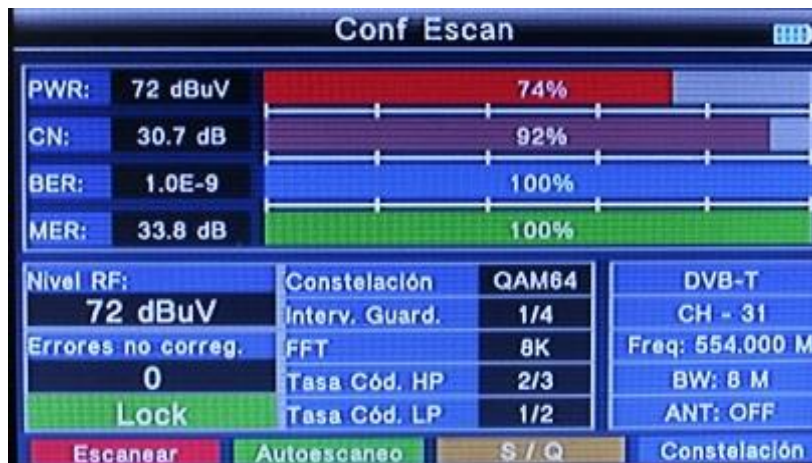 Conf Escan
PWR: 72 dBuV 74%
CN: 30.7 dB 92%
BER: 1.0E-9 100%
MER: 33.8 dB 100%
Nivel RF:
72 dBuV
Errores no correg.
0
Lock
Constelación QAM64
Interv. Guard. 1/4
FFT 8K
Tasa Cód. HP 2/3
Tasa Cód. LP 1/2
DVB-T
CH - 31
Freq: 554.000 M
BW: 8 M
ANT: OFF
Escanear Autoescaneo S / Q Constelación